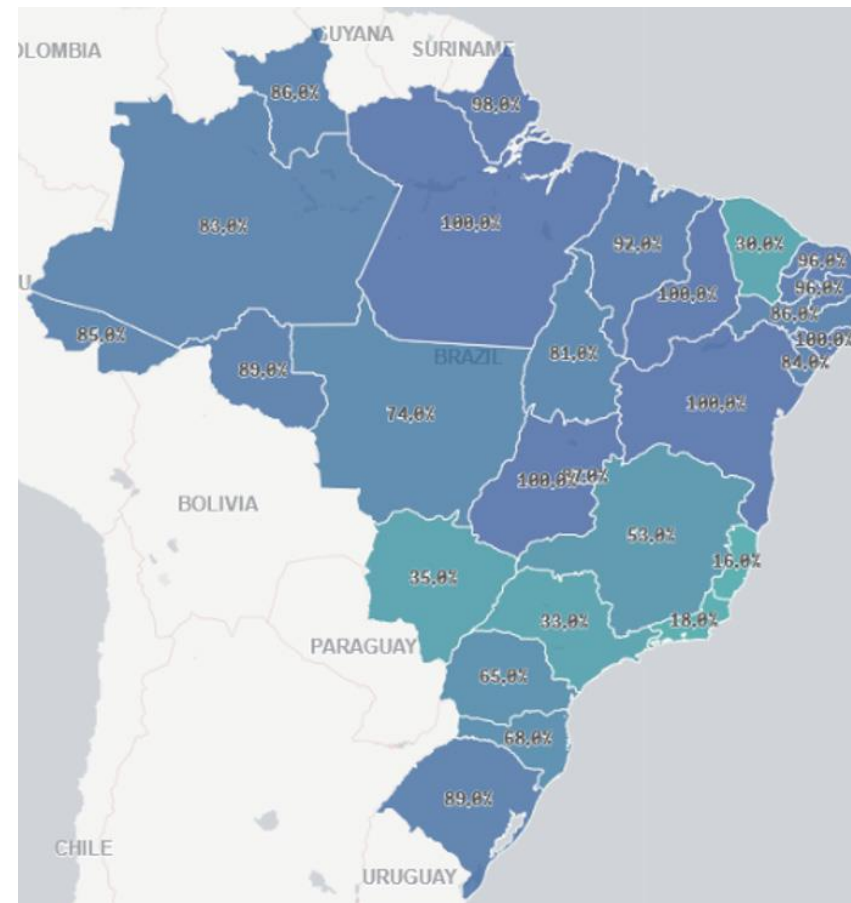 GUYANA
OLOMBIA
SURINAME
86,0%
98,0%
83,0%
100,0%
92,0%
30,0%
96,0%
U
96,0%
100,0%
86,0%
85,0%
100,0%
BRAZIL
81,0%
84,0%
89,0%
100,0%
74,0%
100,0%
BOLIVIA
53,0%
16,0%
35,0%
33,0%
18,0%
PARAGUAY
65,0%
68,0%
89,0%
CHILE
URUGUAY